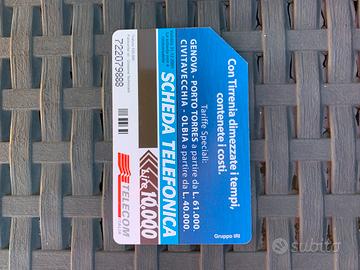 Con Tirrenia dimezzate i tempi,
contenete i costi.
Tariffe Speciali:
GENOVA - PORTO TORRES a partire da L. 61.000.
CIVITAVECCHIA - OLBIA a partire da L. 40.000.
Gruppo IRI
SCHEDA TELEFONICA
Lire 10.000
TELECOM
ITALIA
722079888
subito